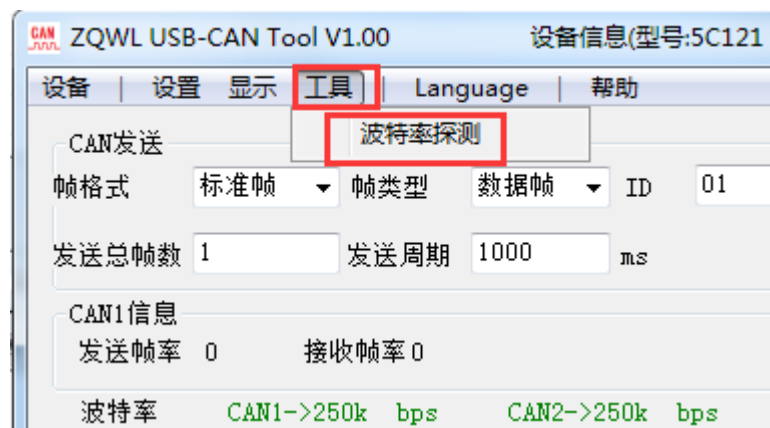 CAN ZQWL USB-CAN Tool V1.00 设备信息(型号:5C121
设备 | 设置 显示 工具 | Language | 帮助
波特率探测
CAN发送
帧格式 标准帧 帧类型 数据帧 ID 01
发送总帧数 1 发送周期 1000 ms
CAN1信息
发送帧率 0 接收帧率 0
波特率 CAN1->250k bps CAN2->250k bps